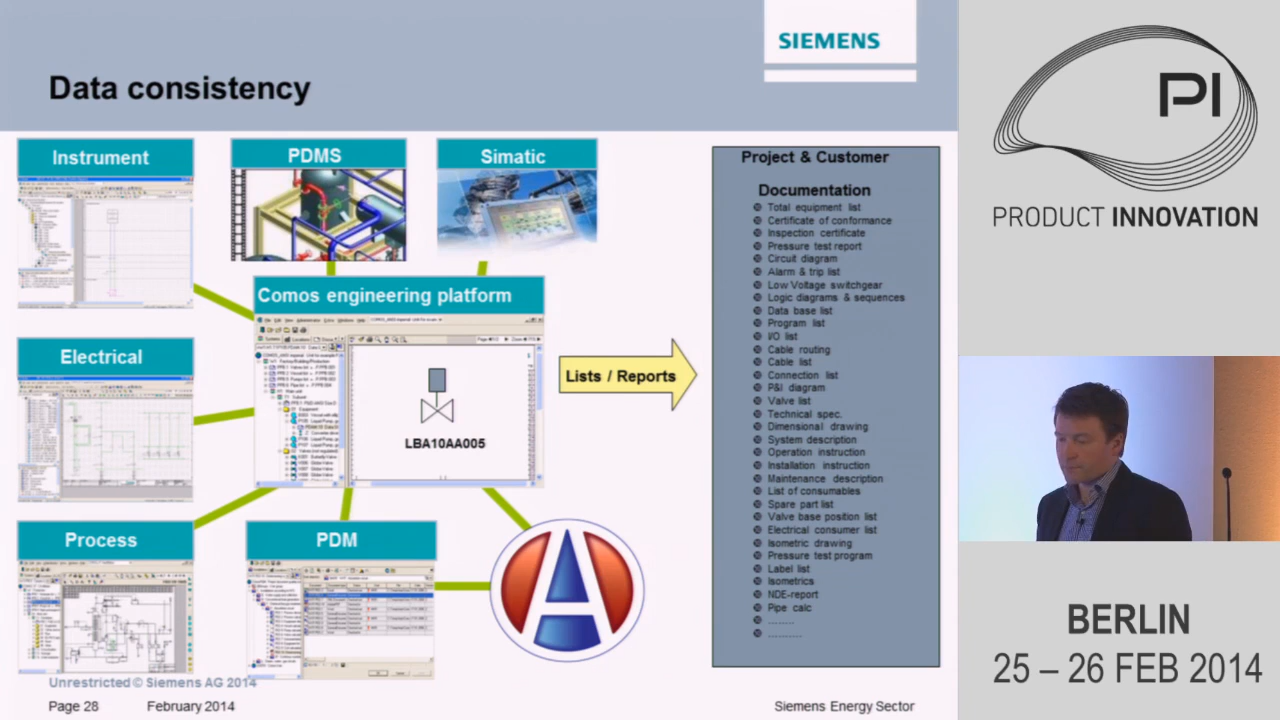 SIEMENS
Data consistency
Instrument
PDMS
Simatic
Comos engineering platform
Electrical
LBA10AA005
Process
PDM
Lists / Reports
Project & Customer
Documentation
Total equipment list
Certificate of conformance
Inspection certificate
Pressure test report
Circuit diagram
Alarm & trip list
Low Voltage switchgear
Logic diagrams & sequences
Data base list
Program list
I/O list
Cable routing
Cable list
Connection list
P&I diagram
Valve list
Technical spec.
Dimensional drawing
System description
Operation instruction
Installation instruction
Maintenance description
List of consumables
Spare part list
Valve base position list
Electrical consumer list
Isometric drawing
Pressure test program
Label list
Isometrics
NDE-report
Pipe calc
........
..........
Unrestricted © Siemens AG 2014
Page 28 February 2014
Siemens Energy Sector
PI
PRODUCT INNOVATION
BERLIN
25 – 26 FEB 2014